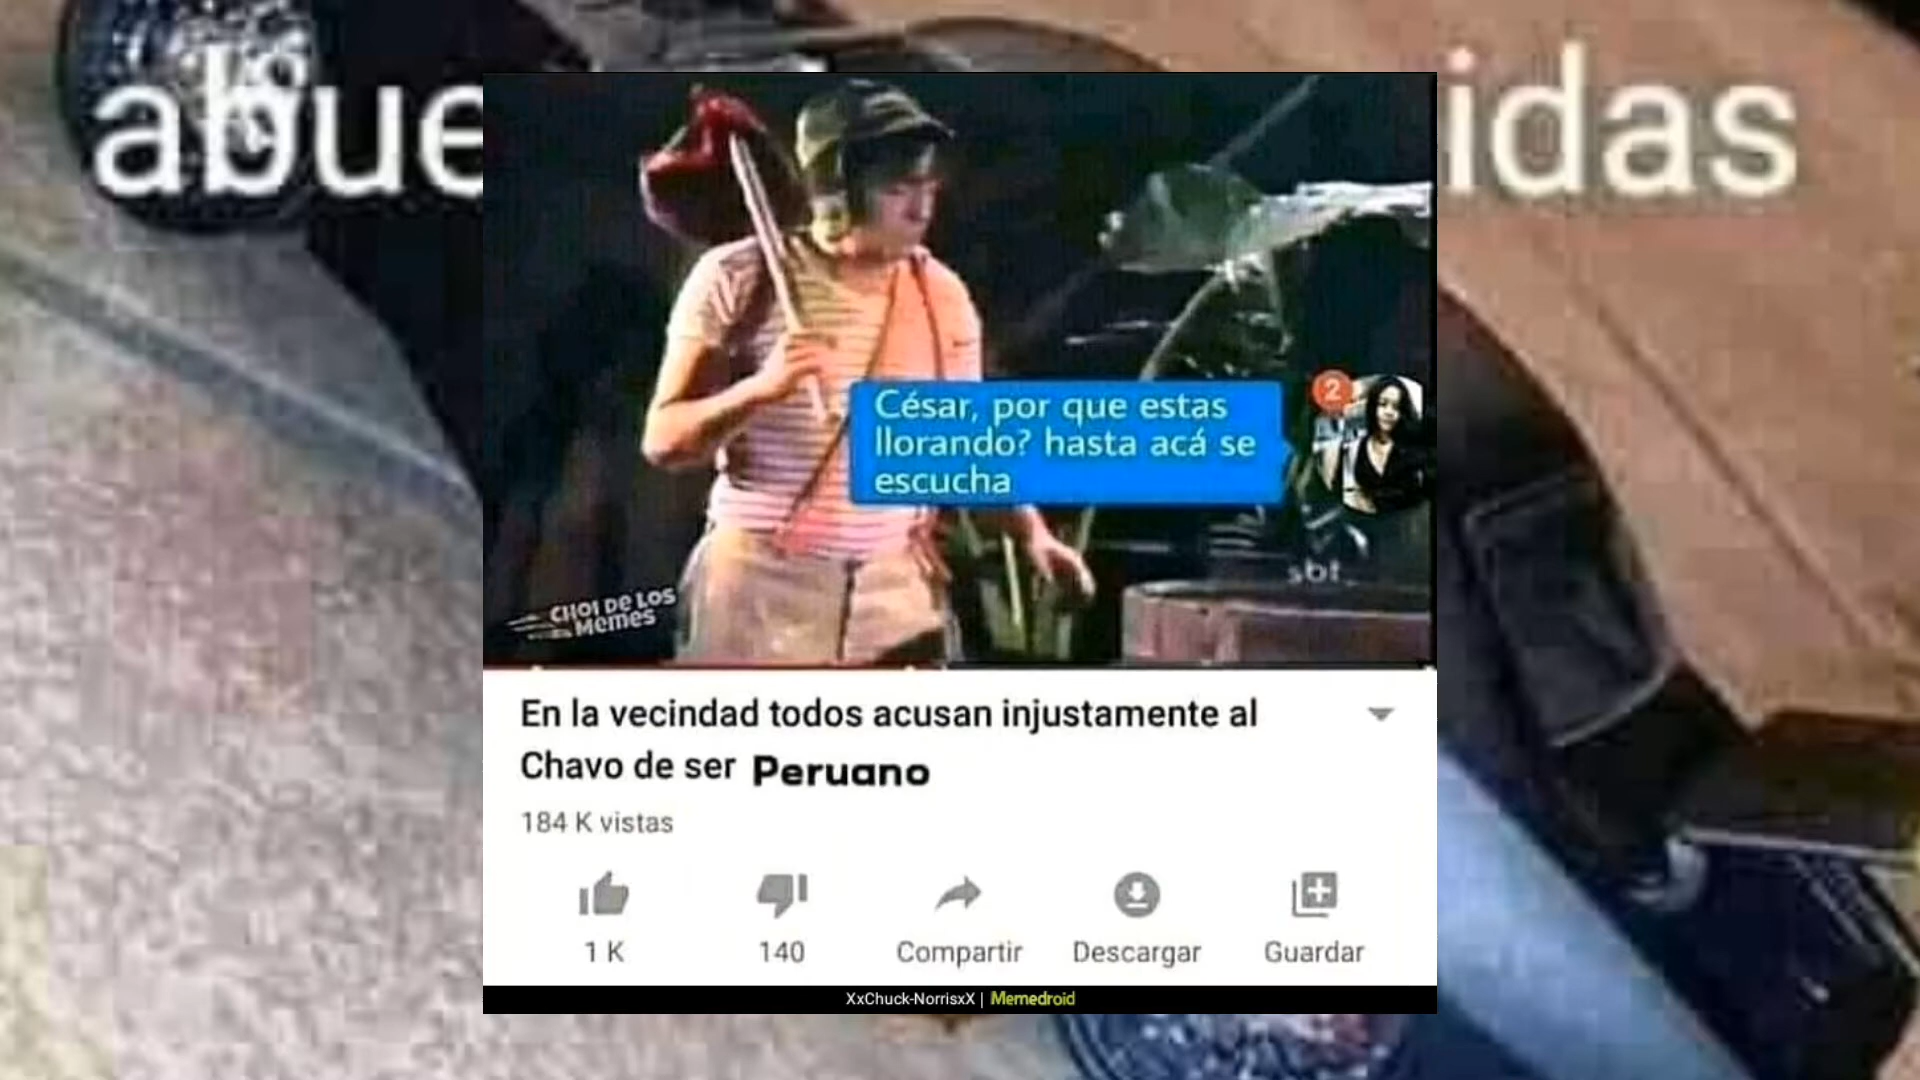 abue
idas
César, por que estas
llorando? hasta acá se
escucha
2
sbt
CHOI DE LOS
Memes
En la vecindad todos acusan injustamente al
Chavo de ser Peruano
184 K vistas
1 K
140
Compartir
Descargar
Guardar
XxChuck-NorrisxX | Memedroid